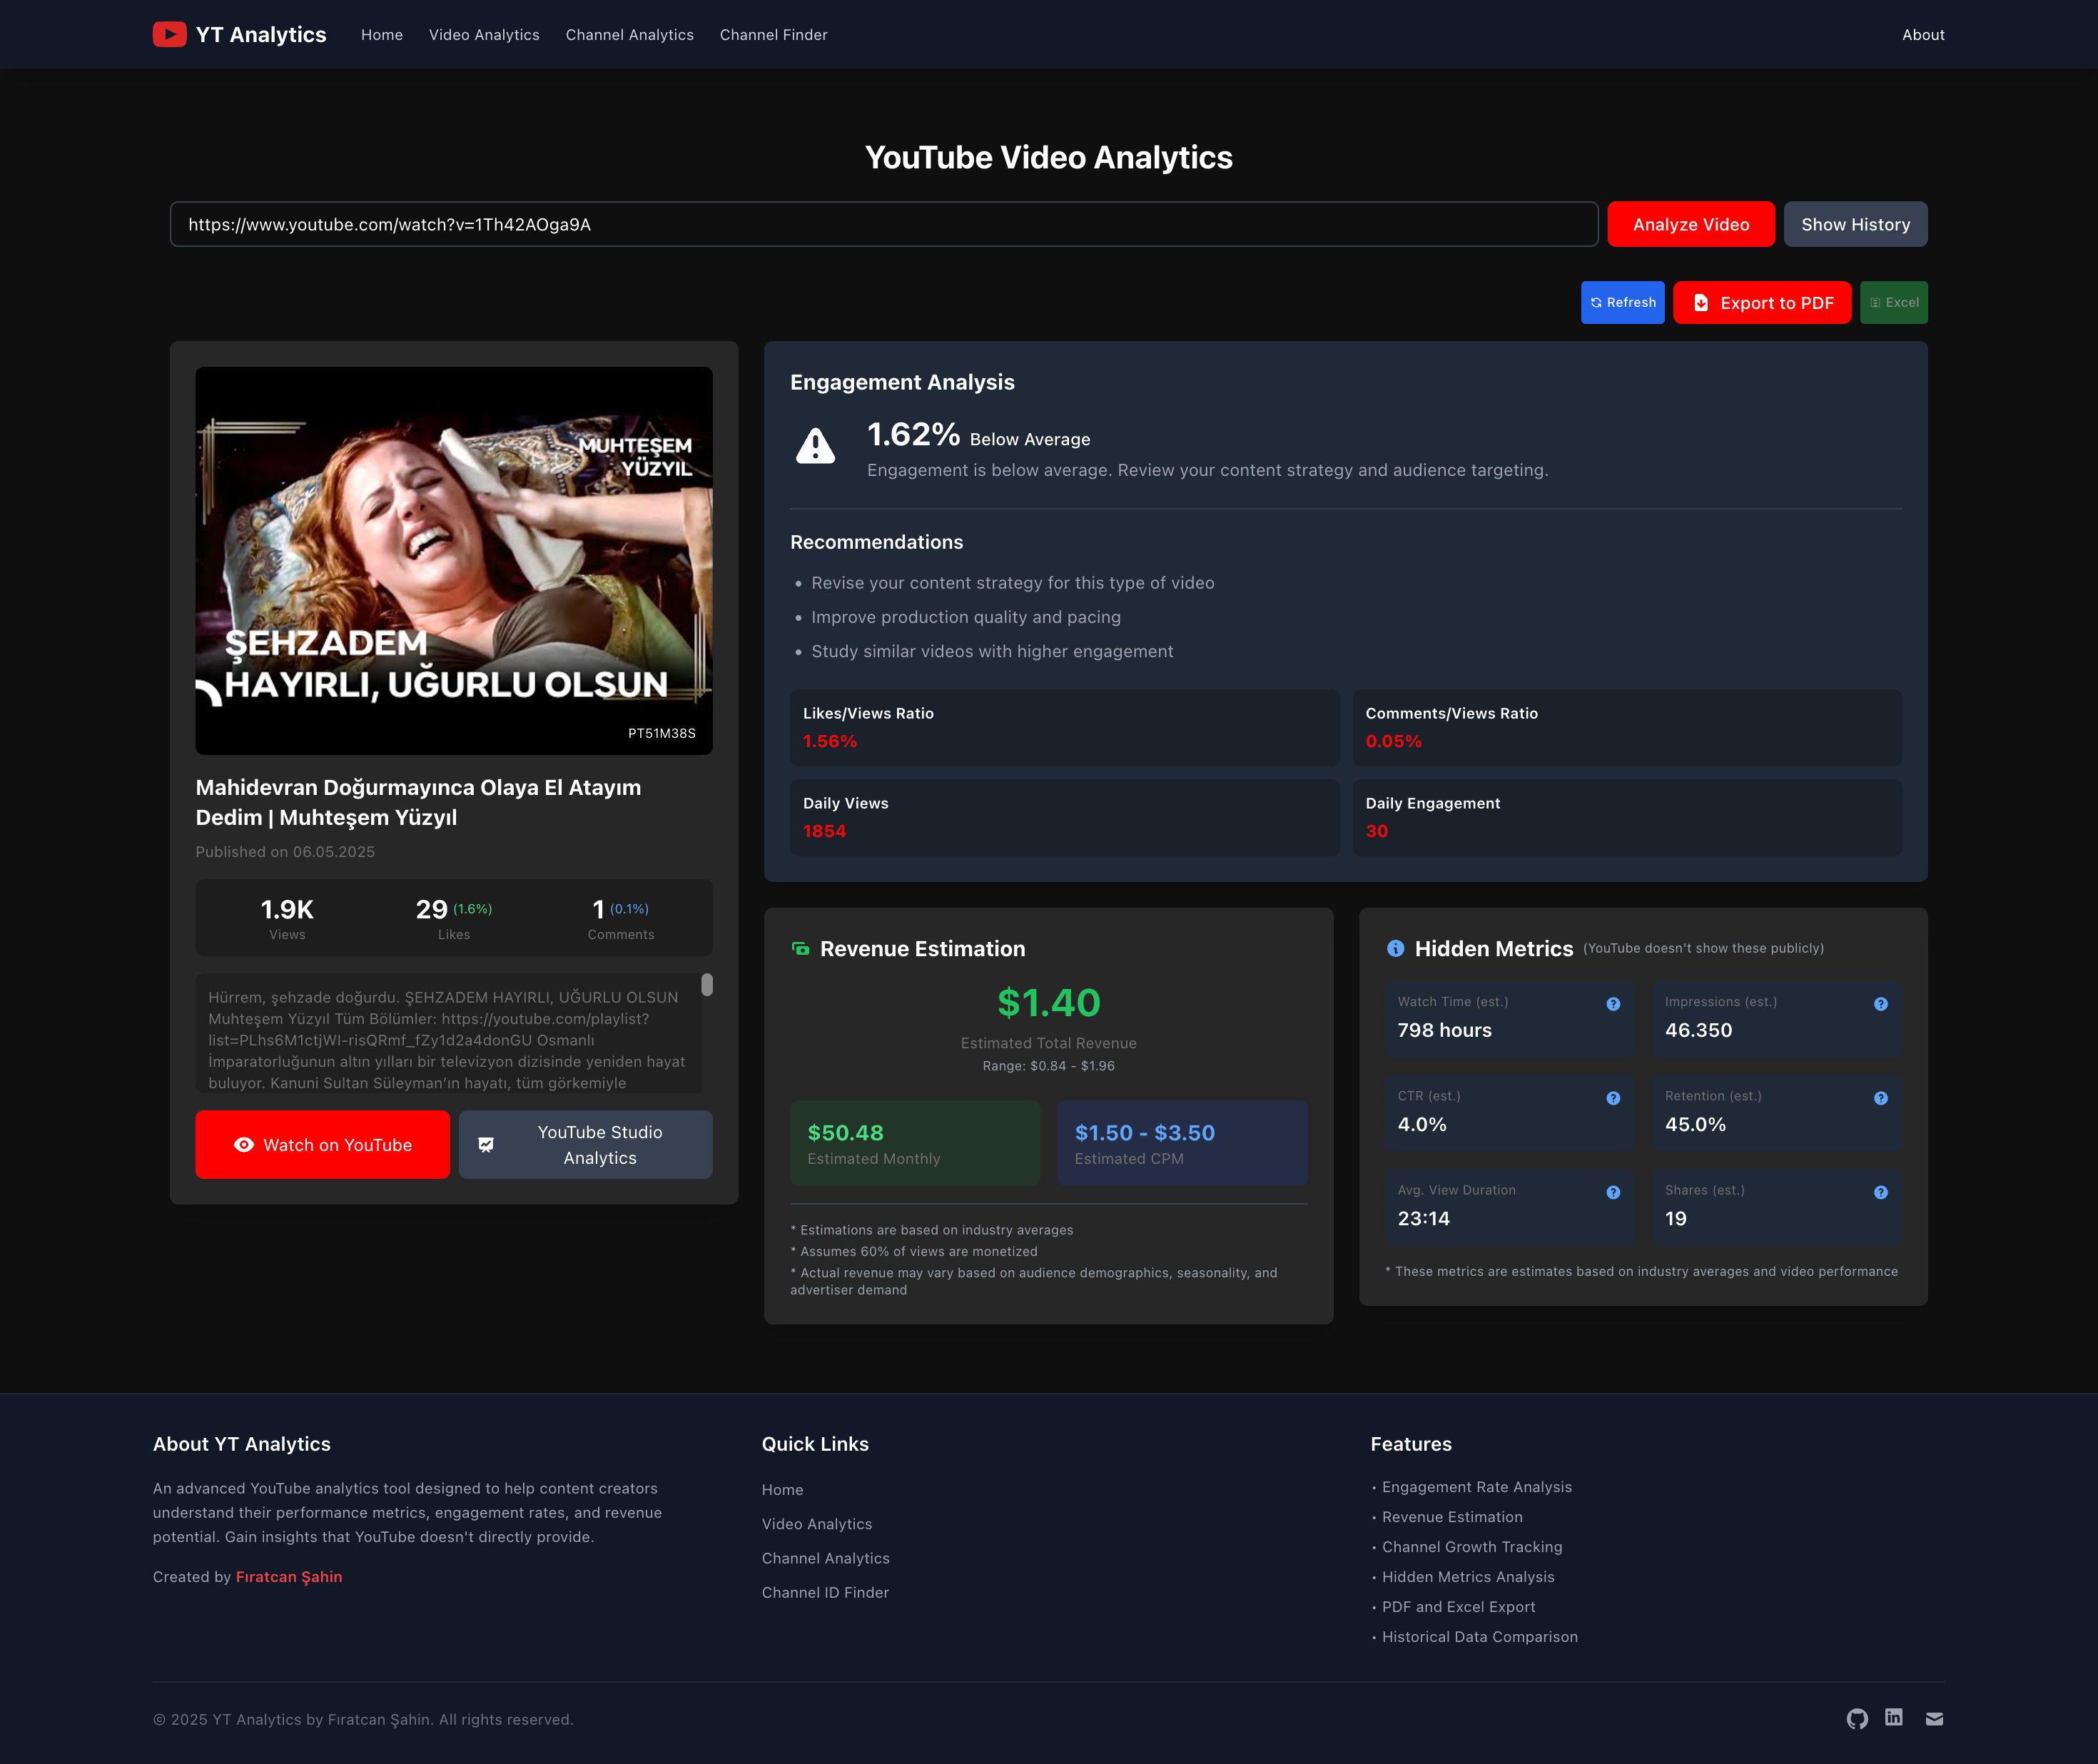 YT Analytics
Home
Video Analytics
Channel Analytics
Channel Finder
About
YouTube Video Analytics
https://www.youtube.com/watch?v=1Th42AOga9A
Analyze Video
Show History
Refresh
Export to PDF
Excel
MUHTEŞEM
YÜZYIL
ŞEHZADEM
HAYIRLI, UĞURLU OLSUN
PT51M38S
Mahidevran Doğurmayınca Olaya El Atayım
Dedim | Muhteşem Yüzyıl
Published on 06.05.2025
1.9K
Views
29 (1.6%)
Likes
1 (0.1%)
Comments
Hürrem, şehzade doğurdu. ŞEHZADEM HAYIRLI, UĞURLU OLSUN
Muhteşem Yüzyıl Tüm Bölümler: https://youtube.com/playlist?
list=PLhs6M1ctjWI-risQRmf_fZy1d2a4donGU Osmanlı
İmparatorluğunun altın yılları bir televizyon dizisinde yeniden hayat
buluyor. Kanuni Sultan Süleyman’ın hayatı, tüm görkemiyle
Watch on YouTube
YouTube Studio
Analytics
Engagement Analysis
1.62% Below Average
Engagement is below average. Review your content strategy and audience targeting.
Recommendations
• Revise your content strategy for this type of video
• Improve production quality and pacing
• Study similar videos with higher engagement
Likes/Views Ratio
1.56%
Comments/Views Ratio
0.05%
Daily Views
1854
Daily Engagement
30
Revenue Estimation
$1.40
Estimated Total Revenue
Range: $0.84 - $1.96
$50.48
Estimated Monthly
$1.50 - $3.50
Estimated CPM
* Estimations are based on industry averages
* Assumes 60% of views are monetized
* Actual revenue may vary based on audience demographics, seasonality, and
advertiser demand
Hidden Metrics (YouTube doesn't show these publicly)
Watch Time (est.)
798 hours
Impressions (est.)
46.350
CTR (est.)
4.0%
Retention (est.)
45.0%
Avg. View Duration
23:14
Shares (est.)
19
* These metrics are estimates based on industry averages and video performance
About YT Analytics
An advanced YouTube analytics tool designed to help content creators
understand their performance metrics, engagement rates, and revenue
potential. Gain insights that YouTube doesn't directly provide.
Created by Fıratcan Şahin
Quick Links
Home
Video Analytics
Channel Analytics
Channel ID Finder
Features
• Engagement Rate Analysis
• Revenue Estimation
• Channel Growth Tracking
• Hidden Metrics Analysis
• PDF and Excel Export
• Historical Data Comparison
© 2025 YT Analytics by Fıratcan Şahin. All rights reserved.